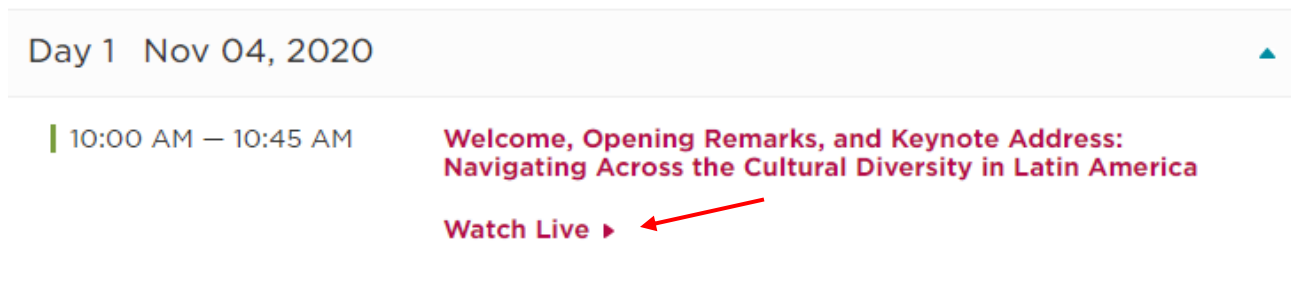 Day 1 Nov 04, 2020
10:00 AM — 10:45 AM
Welcome, Opening Remarks, and Keynote Address:
Navigating Across the Cultural Diversity in Latin America
Watch Live